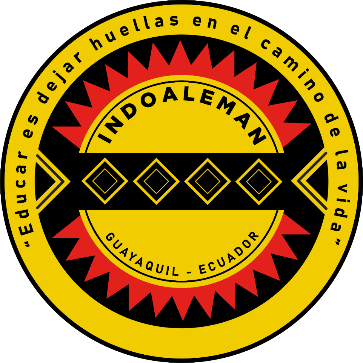 "Educar es dejar huellas en el camino de la vida"
INDOALEMAN
GUAYAQUIL - ECUADOR